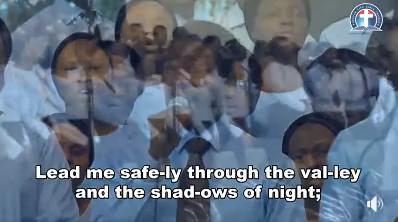 Lead me safe-ly through the val-ley
and the shad-ows of night;